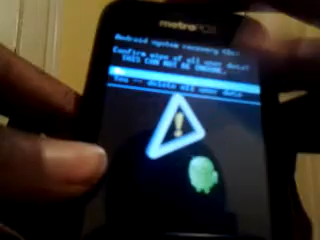 metroPCS
Android system recovery
Confirm wipe of all user data?
THIS CAN NOT BE UNDONE.
No
Yes -- delete all user data